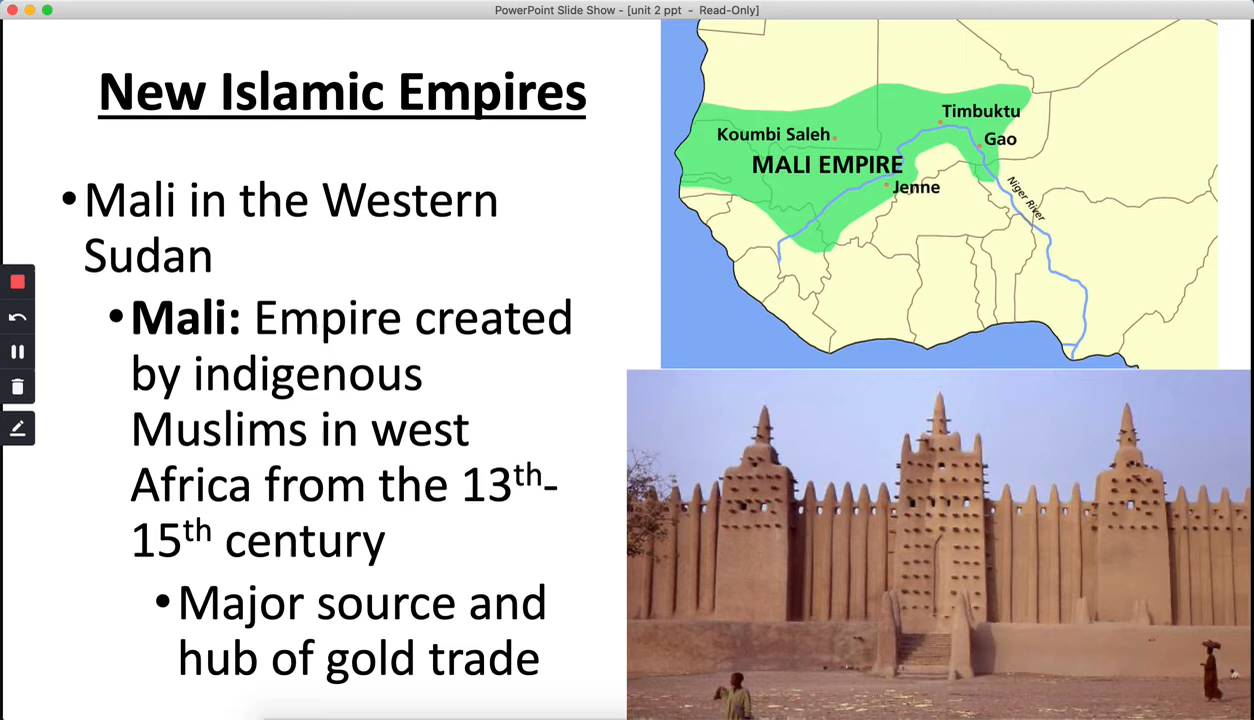 PowerPoint Slide Show - [unit 2 ppt - Read-Only]
New Islamic Empires
•Mali in the Western
Sudan
•Mali: Empire created
by indigenous
Muslims in west
Africa from the 13th-
15th century
•Major source and
hub of gold trade
Timbuktu
Koumbi Saleh
Gao
MALI EMPIRE
Jenne
Niger River